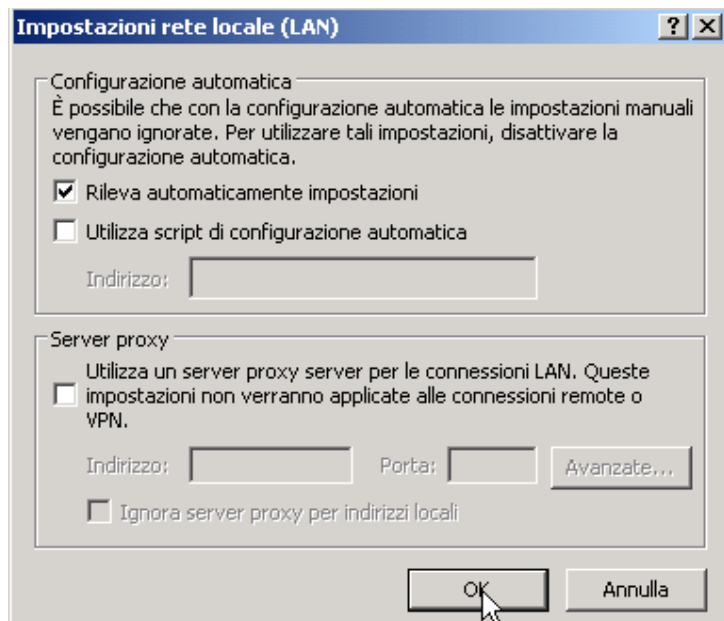 Impostazioni rete locale (LAN)
Configurazione automatica
È possibile che con la configurazione automatica le impostazioni manuali
vengano ignorate. Per utilizzare tali impostazioni, disattivare la
configurazione automatica.
Rileva automaticamente impostazioni
Utilizza script di configurazione automatica
Indirizzo:
Server proxy
Utilizza un server proxy server per le connessioni LAN. Queste
impostazioni non verranno applicate alle connessioni remote o
VPN.
Indirizzo: Porta: Avanzate...
Ignora server proxy per indirizzi locali
OK Annulla